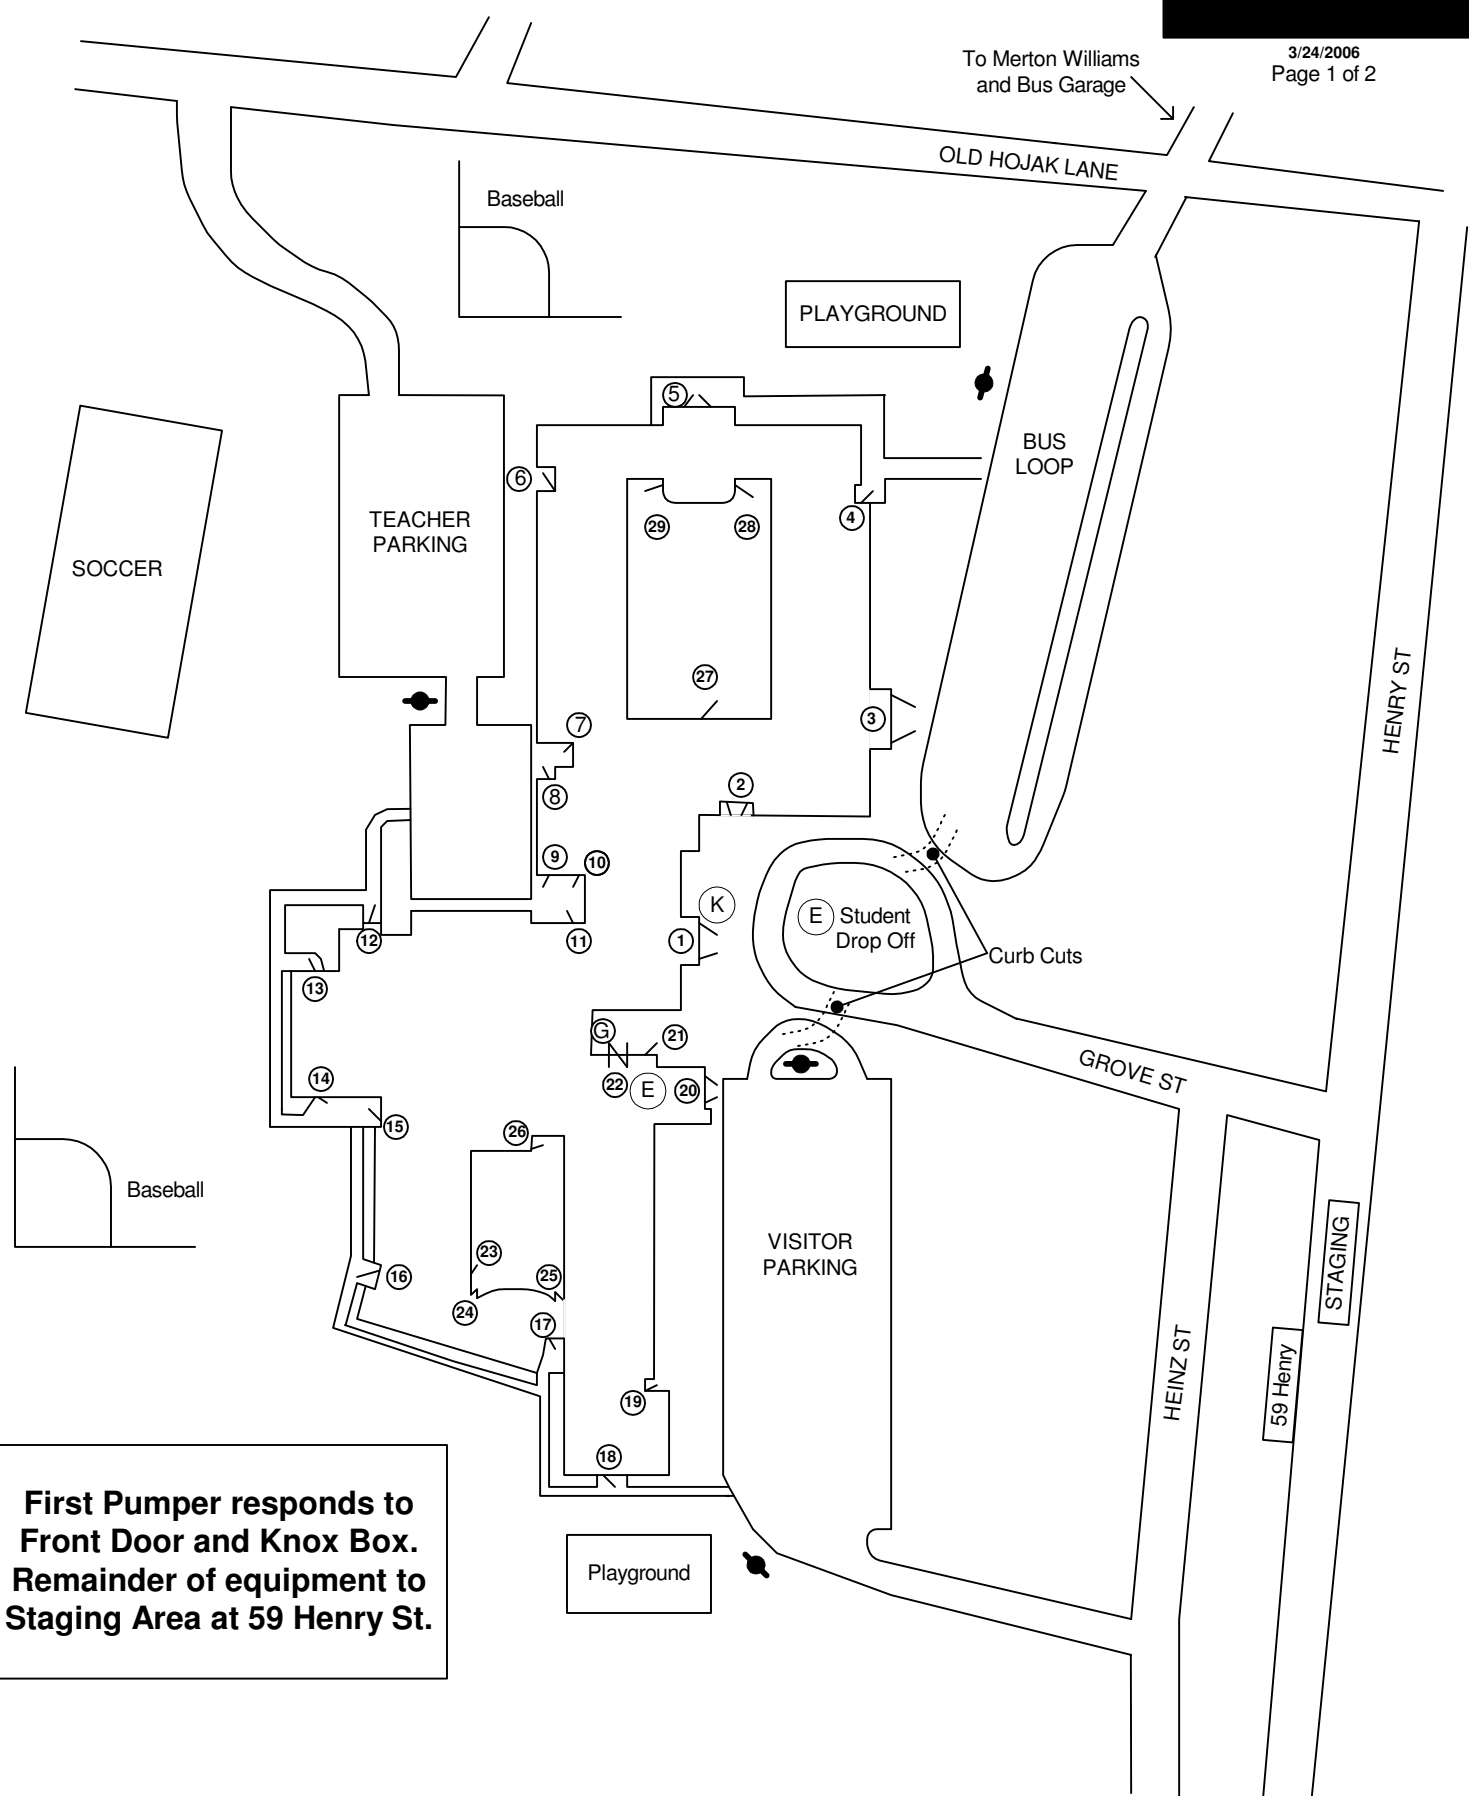 3/24/2006
Page 1 of 2
To Merton Williams
and Bus Garage
OLD HOJAK LANE
Baseball
PLAYGROUND
5
BUS
LOOP
6
TEACHER
PARKING
4
29
28
SOCCER
27
HENRY ST
3
7
2
8
9
10
K
E
Student
Drop Off
12
11
1
Curb Cuts
13
G
21
14
22
E
20
GROVE ST
15
26
Baseball
VISITOR
PARKING
STAGING
23
16
25
24
17
HEINZ ST
59 Henry
19
18
First Pumper responds to
Front Door and Knox Box.
Remainder of equipment to
Staging Area at 59 Henry St.
Playground